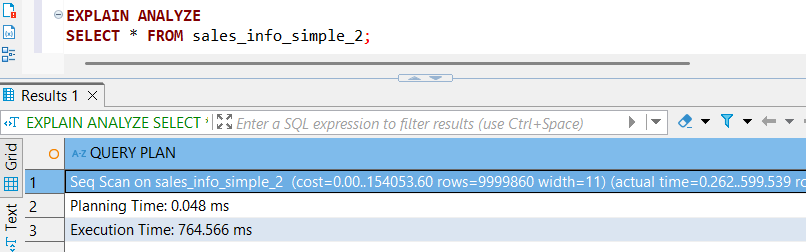 EXPLAIN ANALYZE
SELECT * FROM sales_info_simple_2;
Results 1
EXPLAIN ANALYZE SELECT * Enter a SQL expression to filter results (use Ctrl+Space)
Grid
Text
A-Z QUERY PLAN
1 Seq Scan on sales_info_simple_2 (cost=0.00..154053.60 rows=9999860 width=11) (actual time=0.262..599.539
2 Planning Time: 0.048 ms
3 Execution Time: 764.566 ms